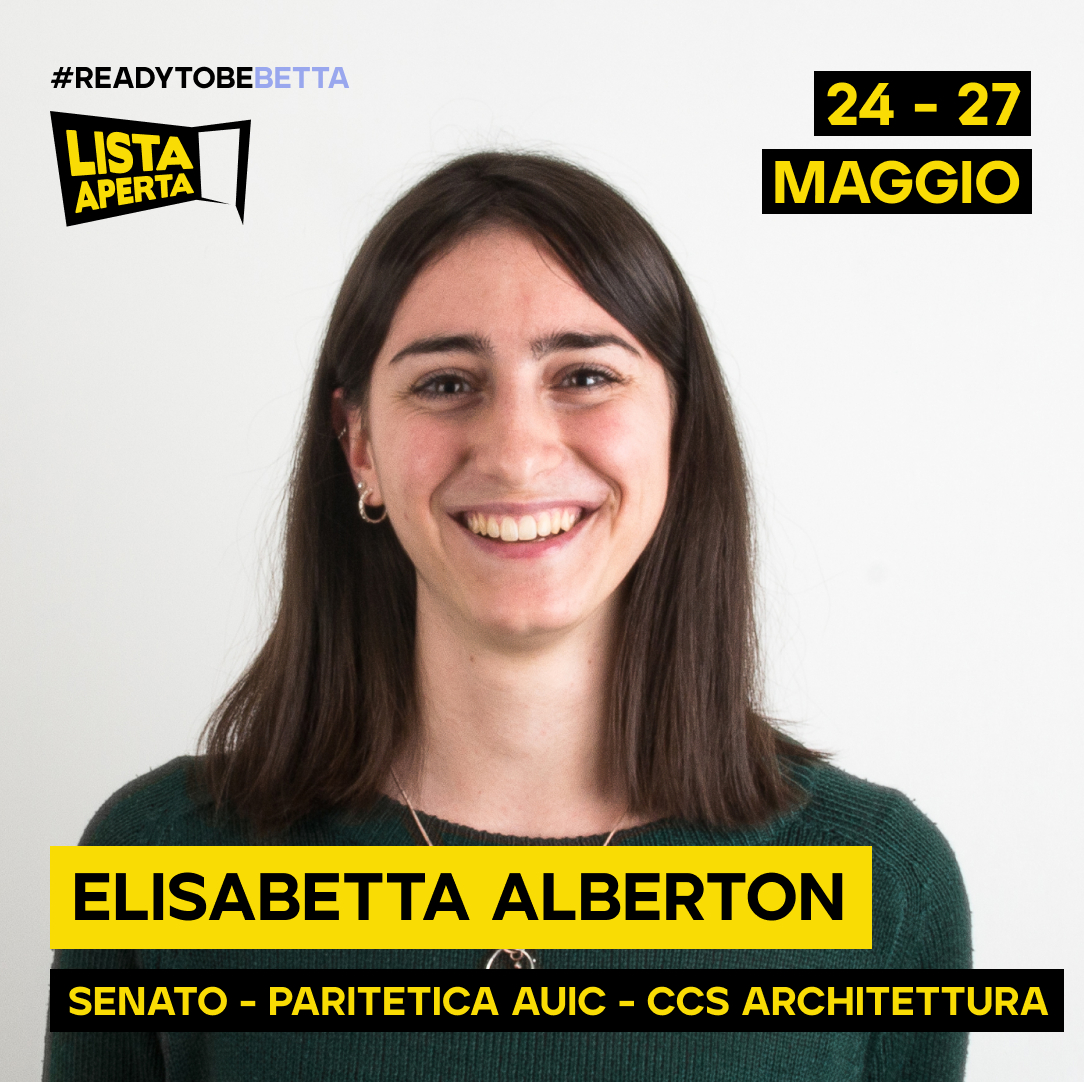 #READYTOBEBETTA
LISTA
APERTA
24 - 27
MAGGIO
ELISABETTA ALBERTON
SENATO - PARITETICA AUIC - CCS ARCHITETTURA